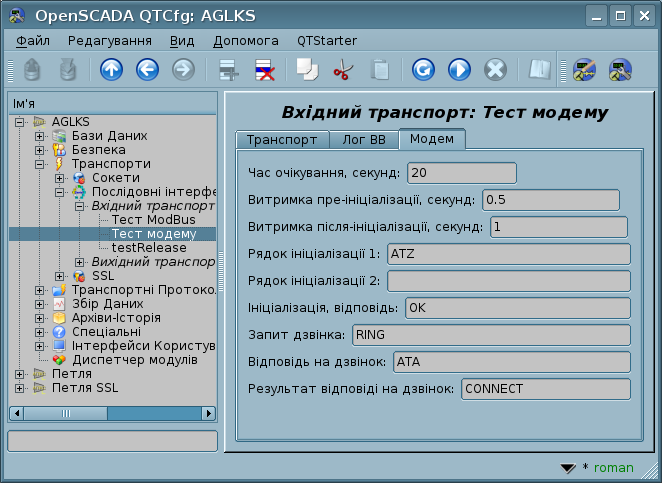 OpenSCADA QTCfg: AGLKS
Файл Редагування Вид Допомога QTStarter
Ім'я
AGLKS
Бази Даних
Безпека
Транспорти
Сокети
Послідовні інтерфе
Вхідний транспорт
Тест ModBus
Тест модему
testRelease
Вихідний транспор
SSL
Транспортні Протоко
Збір Даних
Архіви-Історія
Спеціальні
Інтерфейси Користув
Диспетчер модулів
Петля
Петля SSL
Вхідний транспорт: Тест модему
Транспорт Лог ВВ Модем
Час очікування, секунд: 20
Витримка пре-ініціалізації, секунд: 0.5
Витримка після-ініціалізації, секунд: 1
Рядок ініціалізації 1: ATZ
Рядок ініціалізації 2:
Ініціалізація, відповідь: OK
Запит дзвінка: RING
Відповідь на дзвінок: ATA
Результат відповіді на дзвінок: CONNECT
* roman